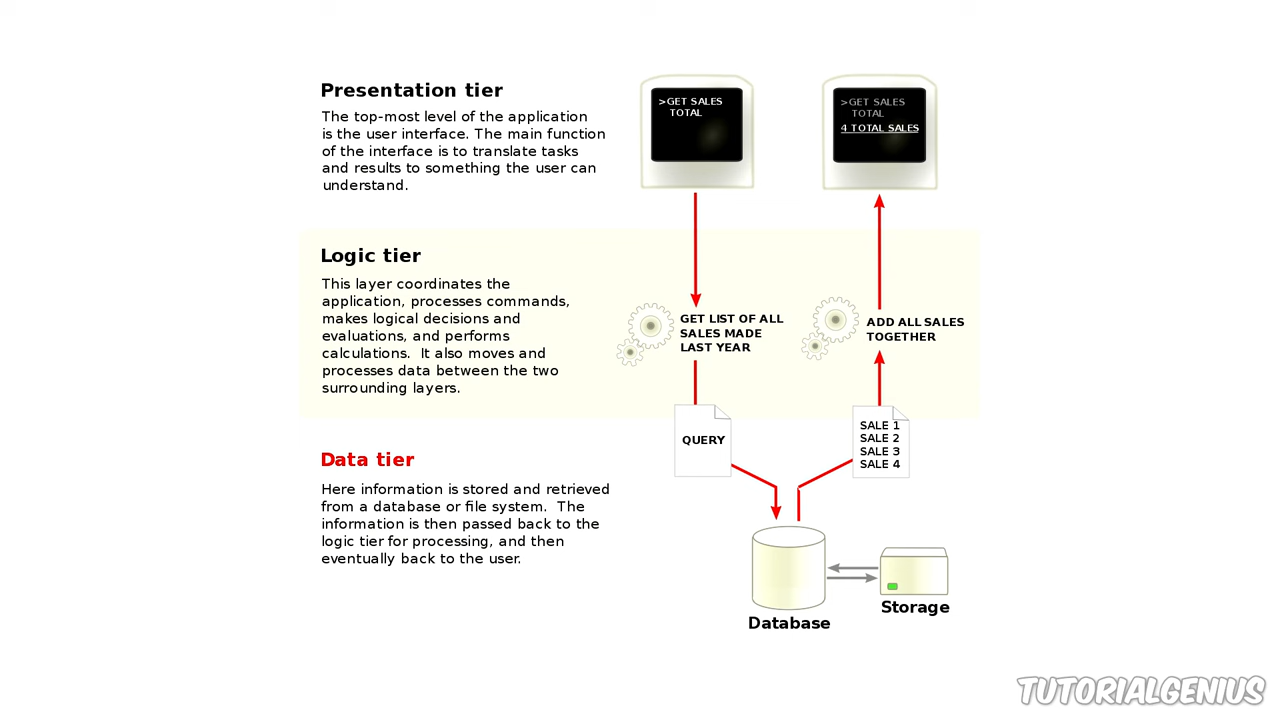 Presentation tier
The top-most level of the application
is the user interface. The main function
of the interface is to translate tasks
and results to something the user can
understand.
>GET SALES
TOTAL
>GET SALES
TOTAL
4 TOTAL SALES
Logic tier
This layer coordinates the
application, processes commands,
makes logical decisions and
evaluations, and performs
calculations.  It also moves and
processes data between the two
surrounding layers.
GET LIST OF ALL
SALES MADE
LAST YEAR
ADD ALL SALES
TOGETHER
QUERY
SALE 1
SALE 2
SALE 3
SALE 4
Data tier
Here information is stored and retrieved
from a database or file system.  The
information is then passed back to the
logic tier for processing, and then
eventually back to the user.
Database
Storage
TUTORIALGENIUS